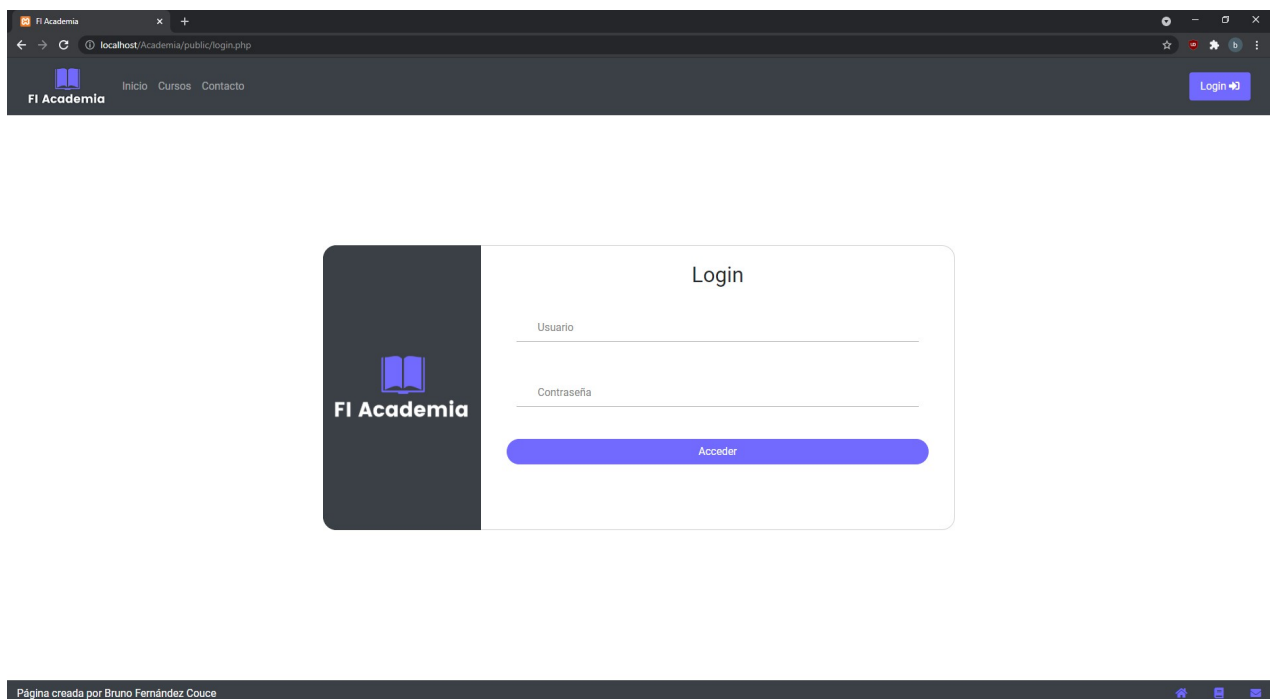 FI Academia
localhost/Academia/public/login.php
b
FI Academia
Inicio Cursos Contacto
Login
Login
Usuario
Contraseña
FI Academia
Acceder
Página creada por Bruno Fernández Couce